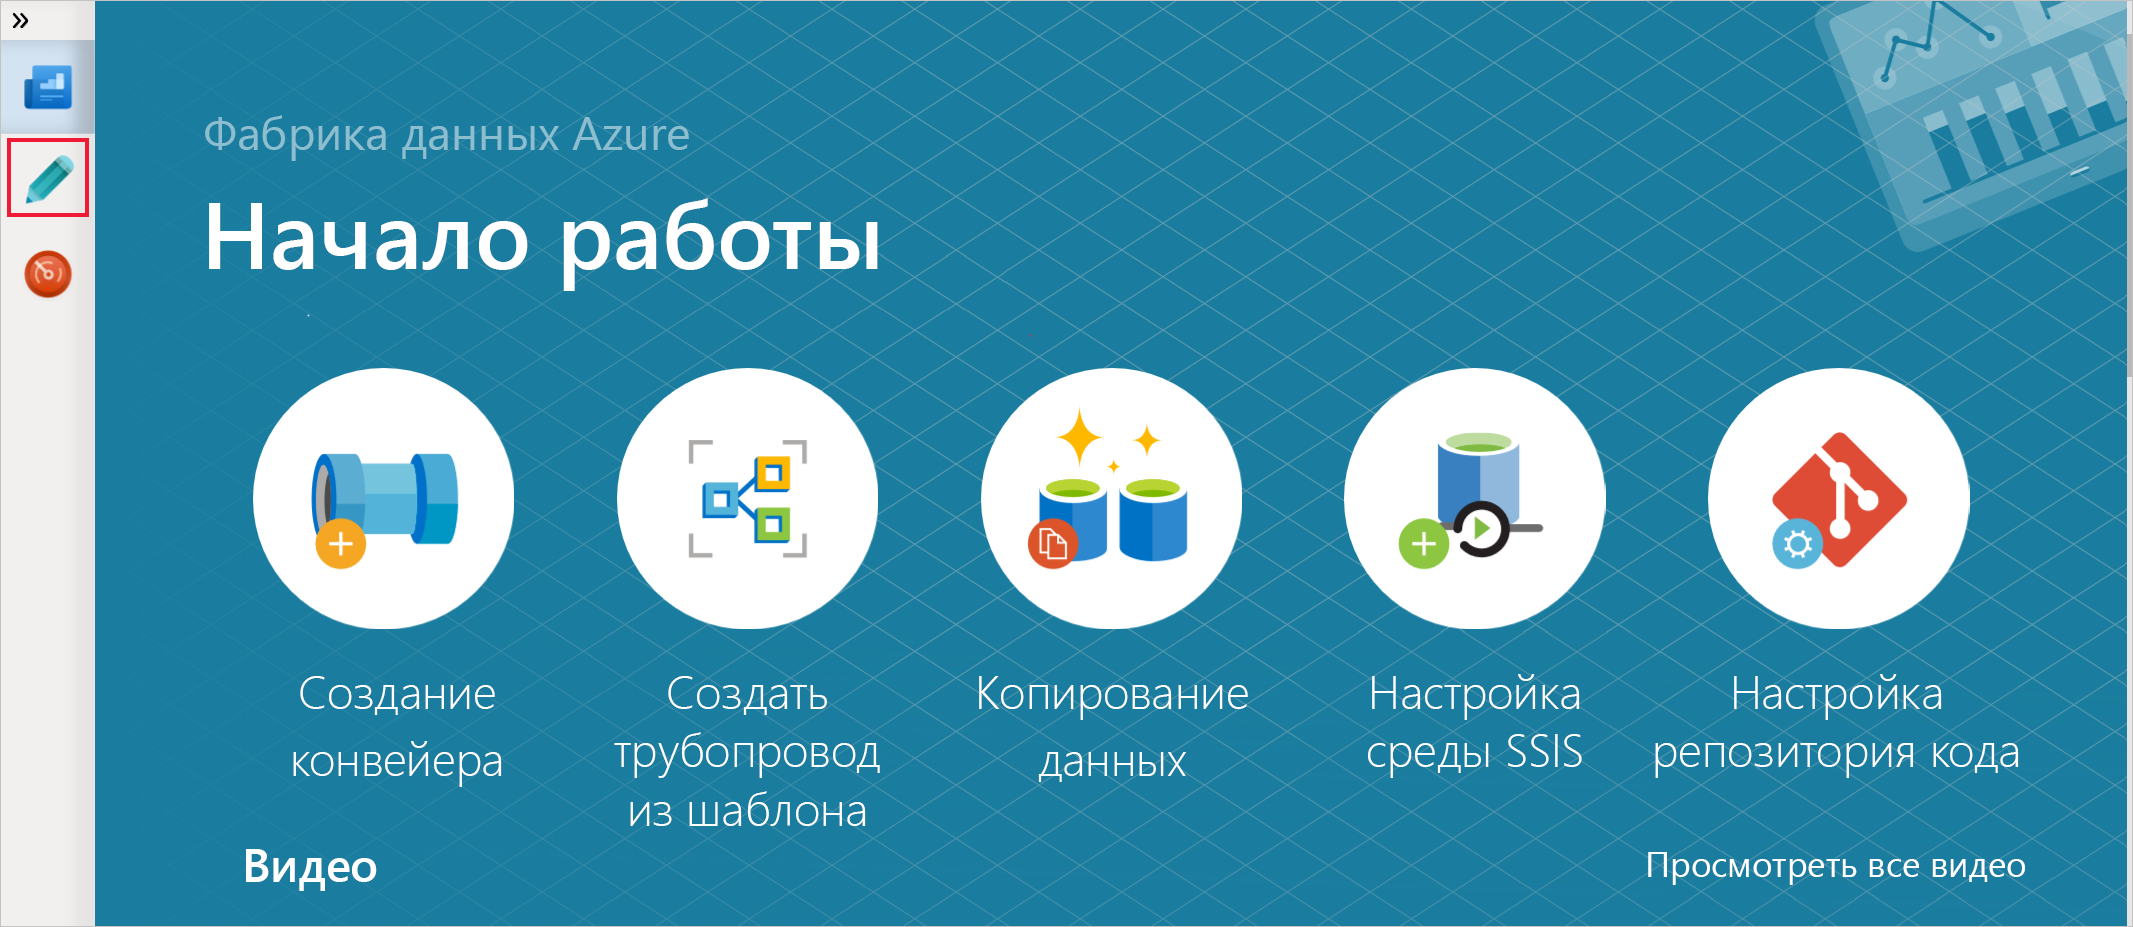 Фабрика данных Azure
Начало работы
Создание
конвейера
Создать
трубопровод
из шаблона
Копирование
данных
Настройка
среды SSIS
Настройка
репозитория кода
Видео
Просмотреть все видео